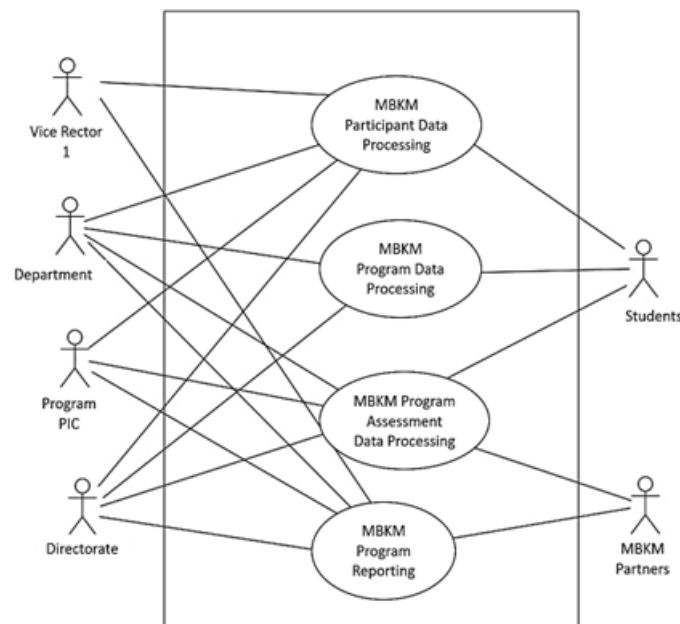 Vice Rector
1
Department
Program
PIC
Directorate
MBKM
Participant Data
Processing
MBKM
Program Data
Processing
MBKM Program
Assessment
Data Processing
MBKM
Program
Reporting
Students
MBKM
Partners